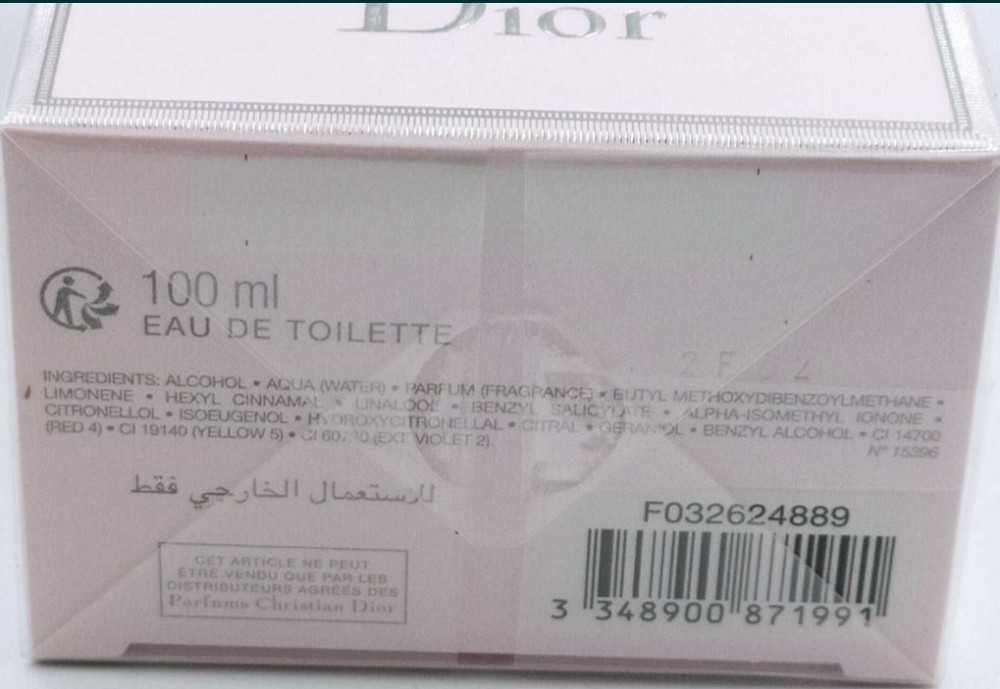 Dior
100 ml
EAU DE TOILETTE
INGREDIENTS: ALCOHOL • AQUA (WATER) • PARFUM (FRAGRANCE) • BUTYL METHOXYDIBENZOYLMETHANE •
LIMONENE • HEXYL CINNAMAL • LINALOOL • BENZYL SALICYLATE • ALPHA-ISOMETHYL IONONE •
CITRONELLOL • ISOEUGENOL • HYDROXYCITRONELLAL • CITRAL • GERANIOL • BENZYL ALCOHOL • CI 14700
(RED 4) • CI 19140 (YELLOW 5) • CI 60730 (EXT. VIOLET 2).
N° 15396
للاستعمال الخارجي فقط
F032624889
CET ARTICLE NE PEUT
ÊTRE VENDU QUE PAR LES
DISTRIBUTEURS AGRÉÉS DES
Parfums Christian Dior
3 348900 871991